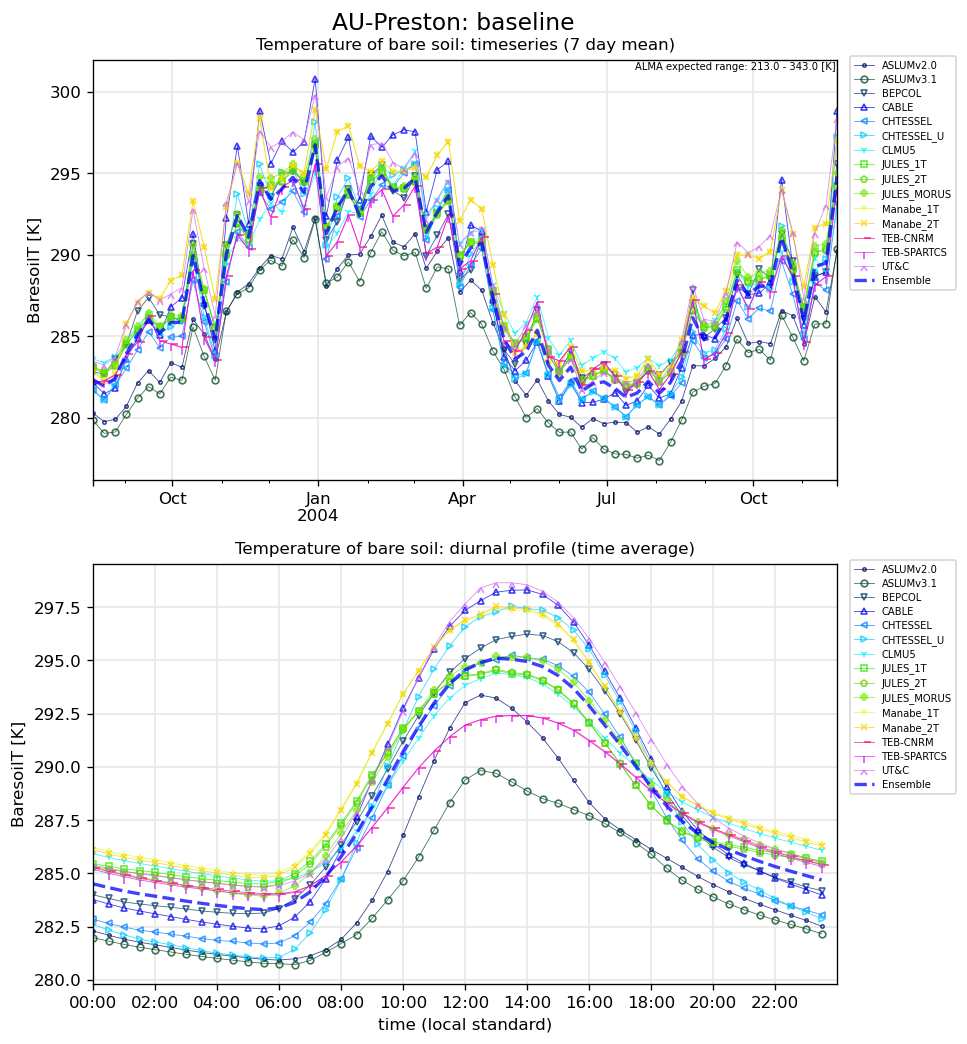 AU-Preston: baseline
Temperature of bare soil: timeseries (7 day mean)
ALMA expected range: 213.0 - 343.0 [K]
BaresoilT [K]
300
295
290
285
280
Oct
Jan
2004
Apr
Jul
Oct
ASLUMv2.0
ASLUMv3.1
BEPCOL
CABLE
CHTESSEL
CHTESSEL_U
CLMU5
JULES_1T
JULES_2T
JULES_MORUS
Manabe_1T
Manabe_2T
TEB-CNRM
TEB-SPARTCS
UT&C
Ensemble
Temperature of bare soil: diurnal profile (time average)
BaresoilT [K]
297.5
295.0
292.5
290.0
287.5
285.0
282.5
280.0
00:00
02:00
04:00
06:00
08:00
10:00
12:00
14:00
16:00
18:00
20:00
22:00
time (local standard)
ASLUMv2.0
ASLUMv3.1
BEPCOL
CABLE
CHTESSEL
CHTESSEL_U
CLMU5
JULES_1T
JULES_2T
JULES_MORUS
Manabe_1T
Manabe_2T
TEB-CNRM
TEB-SPARTCS
UT&C
Ensemble